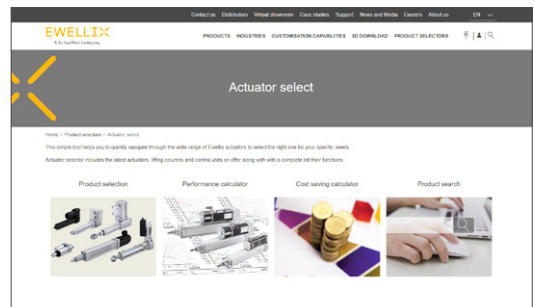 Contact us Distributors Virtual showroom Case studies Support News and Media Careers About us EN
EWELLIX
A Schaeffler Company
PRODUCTS INDUSTRIES CUSTOMISATION CAPABILITIES 3D DOWNLOAD PRODUCT SELECTORS
Actuator select
Home / Product selectors / Actuator select
This simple tool helps you to quickly navigate through the wide range of Ewellix actuators to select the right one for your specific needs
Actuator selector includes the latest actuators, lifting columns and control units on offer along with with a complete list their functions.
Product selection Performance calculator Cost saving calculator Product search